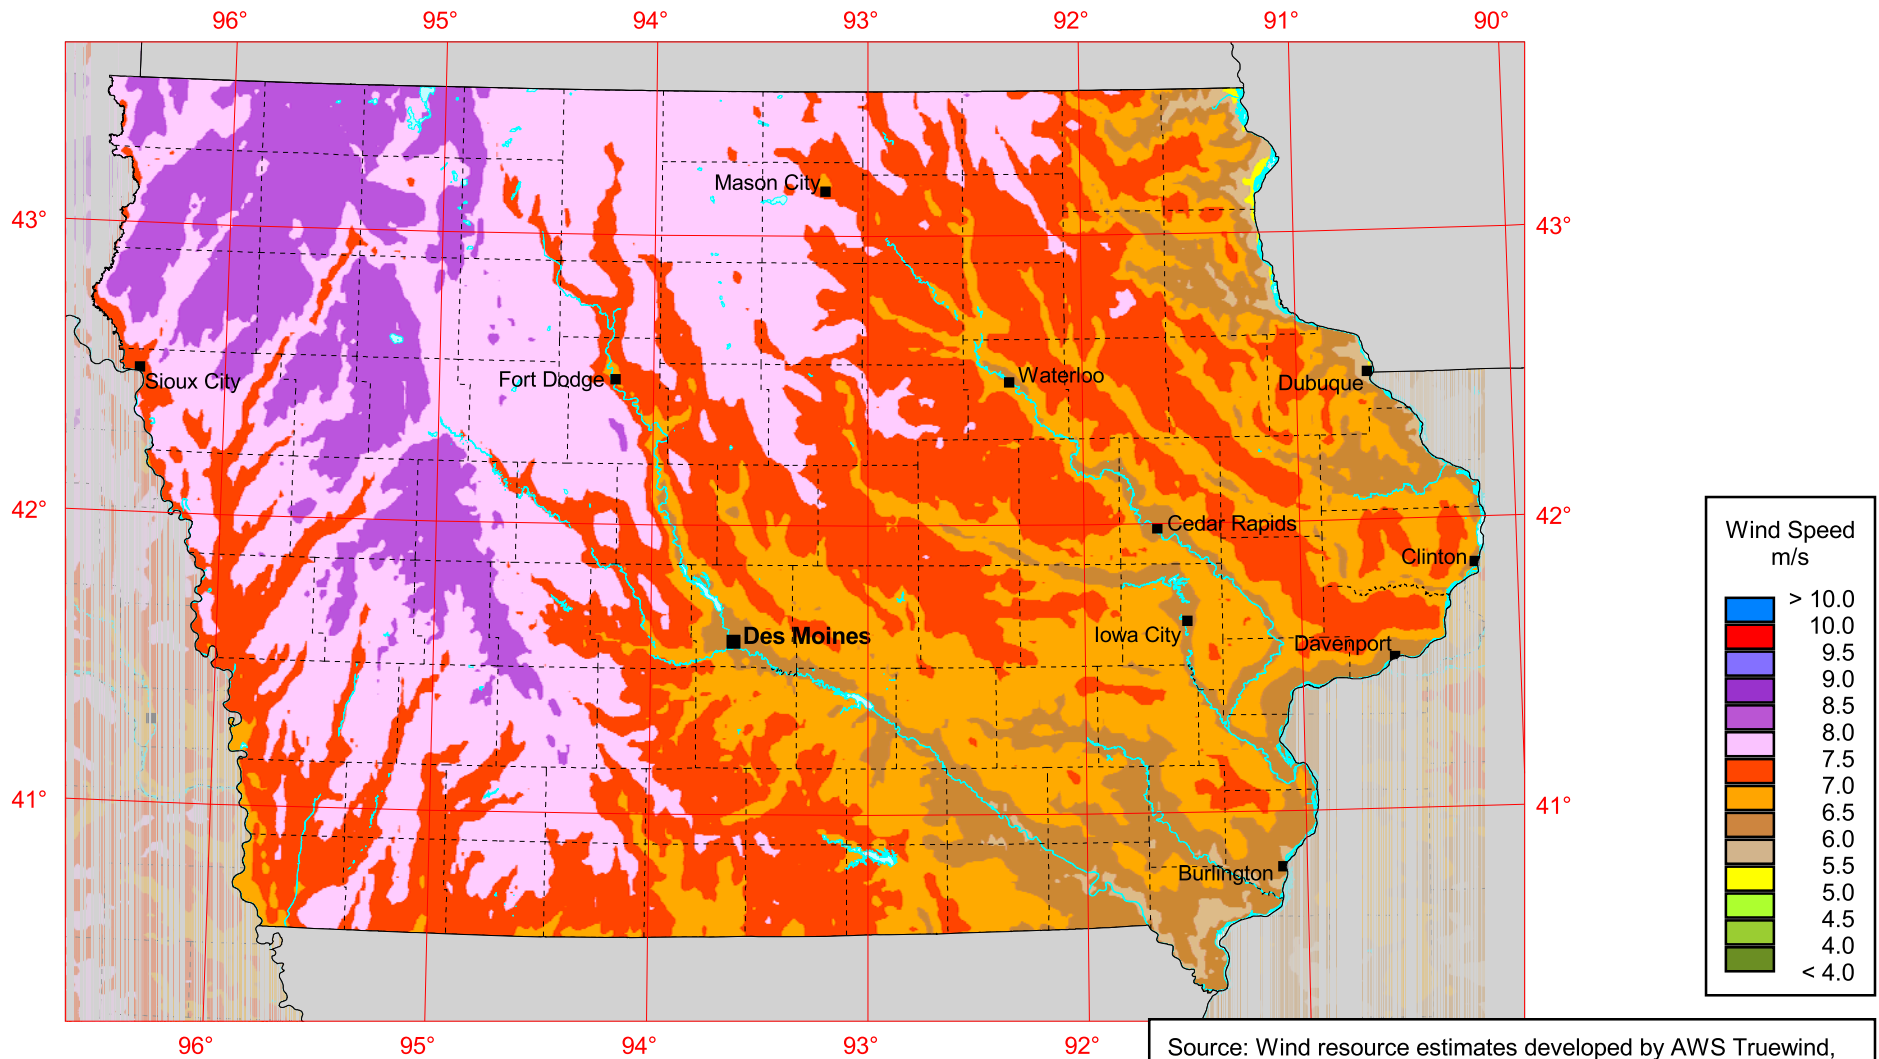 96° 95° 94° 93° 92° 91° 90°
Mason City
43° 43°
Sioux City
Fort Dodge
Waterloo
Dubuque
42° 42°
Cedar Rapids
Clinton
Des Moines
Iowa City
Davenport
41° 41°
Burlington
96° 95° 94° 93° 92°
Wind Speed
m/s
> 10.0
10.0
9.5
9.0
8.5
8.0
7.5
7.0
6.5
6.0
5.5
5.0
4.5
4.0
< 4.0
Source: Wind resource estimates developed by AWS Truewind,